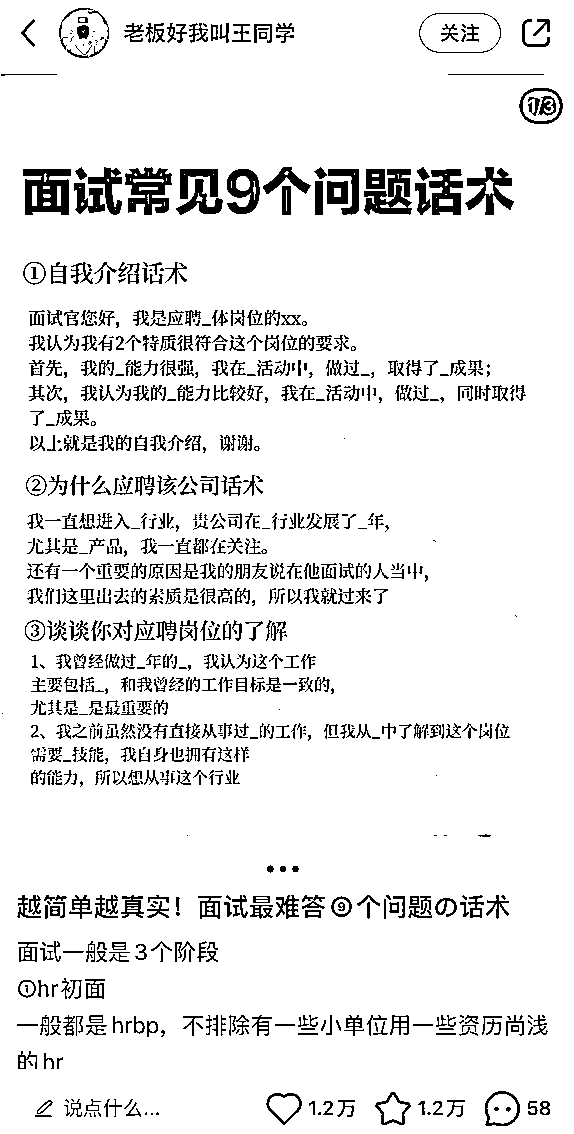 老板好我叫王同学
关注
1/3
面试常见9个问题话术
①自我介绍话术
面试官您好，我是应聘_体岗位的xx。
我认为我有2个特质很符合这个岗位的要求。
首先，我的_能力很强，我在_活动中，做过_，取得了_成果；
其次，我认为我的_能力比较好，我在_活动中，做过_，同时取得
了_成果。
以上就是我的自我介绍，谢谢。
②为什么应聘该公司话术
我一直想进入_行业，贵公司在_行业发展了_年，
尤其是_产品，我一直都在关注。
还有一个重要的原因是我的朋友说在他面试的人当中，
我们这里出去的素质是很高的，所以我就过来了
③谈谈你对应聘岗位的了解
1、我曾经做过_年的_，我认为这个工作
主要包括_，和我曾经的工作目标是一致的，
尤其是_是最重要的
2、我之前虽然没有直接从事过_的工作，但我从_中了解到这个岗位
需要_技能，我自身也拥有这样
的能力，所以想从事这个行业
越简单越真实！面试最难答⑨个问题の话术
面试一般是3个阶段
①hr初面
一般都是hrbp，不排除有一些小单位用一些资历尚浅
的hr
说点什么...
1.2万
1.2万
58